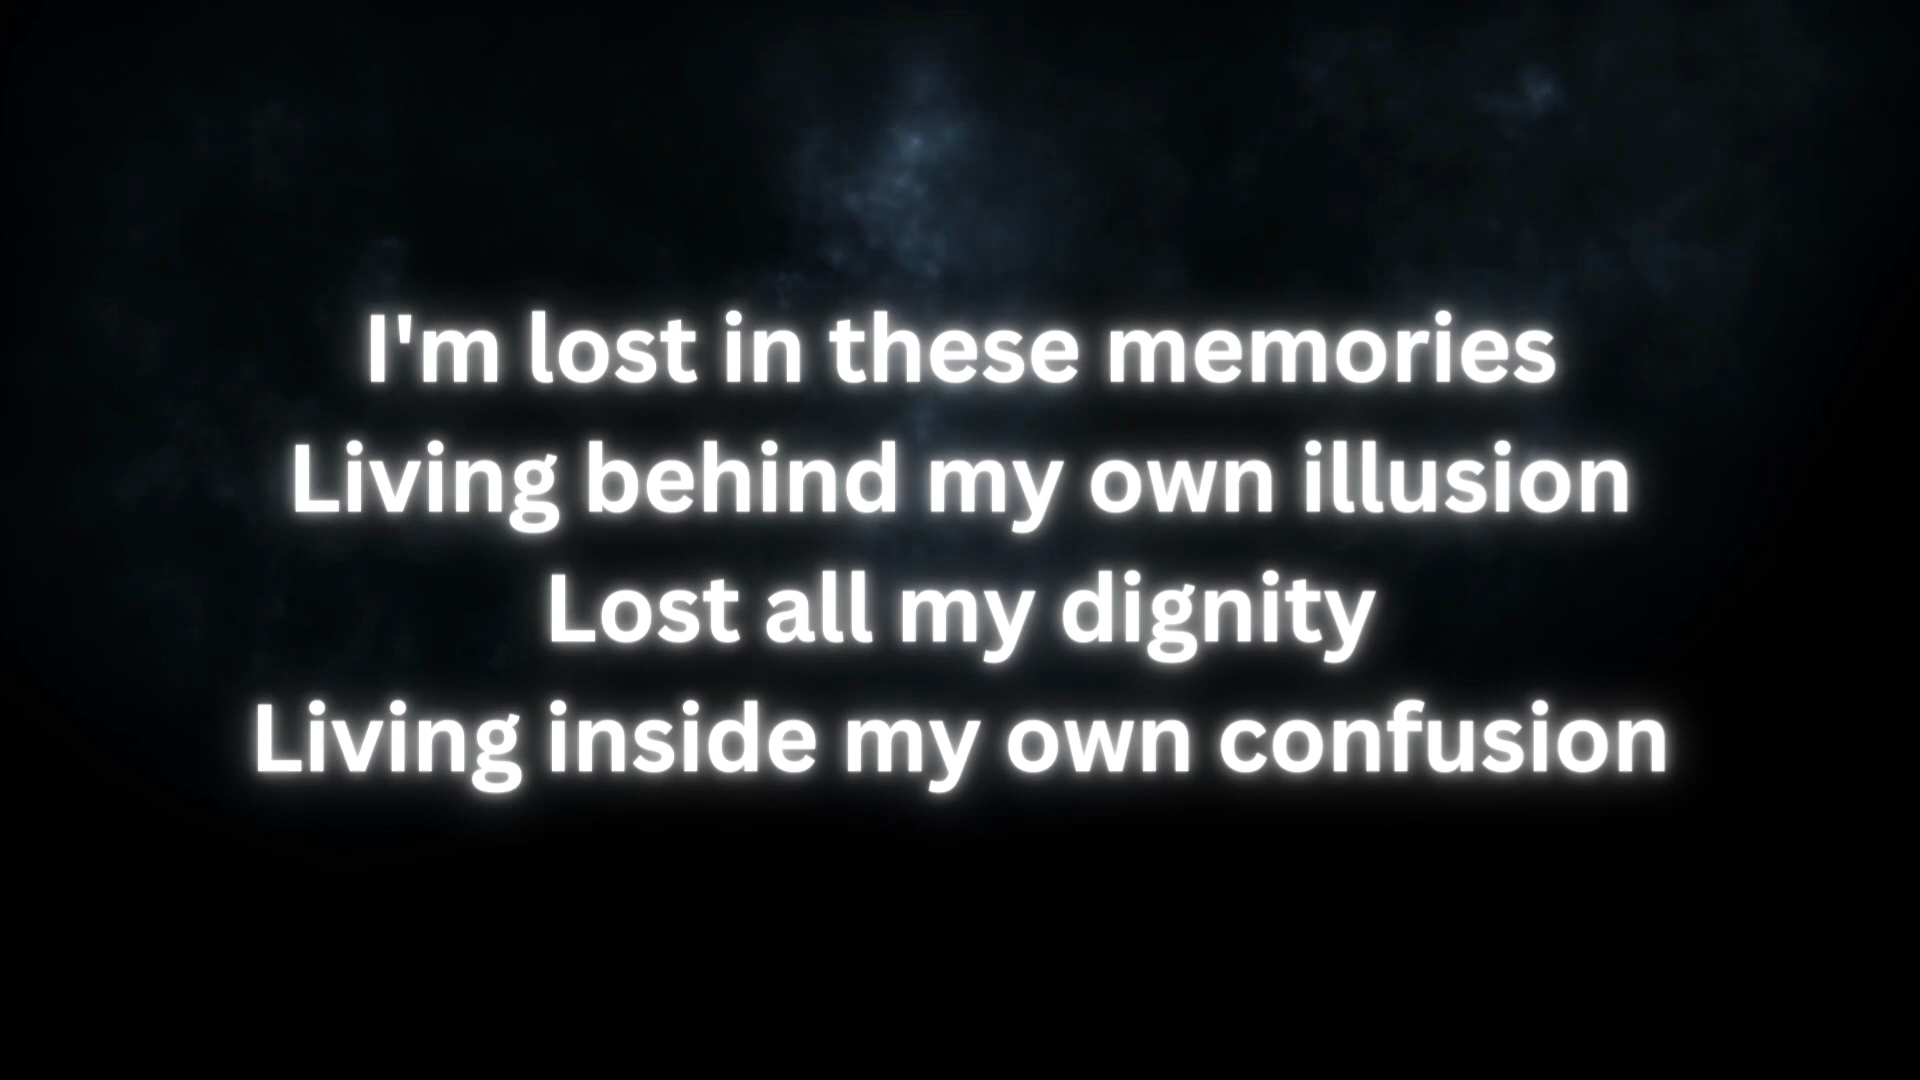 I'm lost in these memories
Living behind my own illusion
Lost all my dignity
Living inside my own confusion